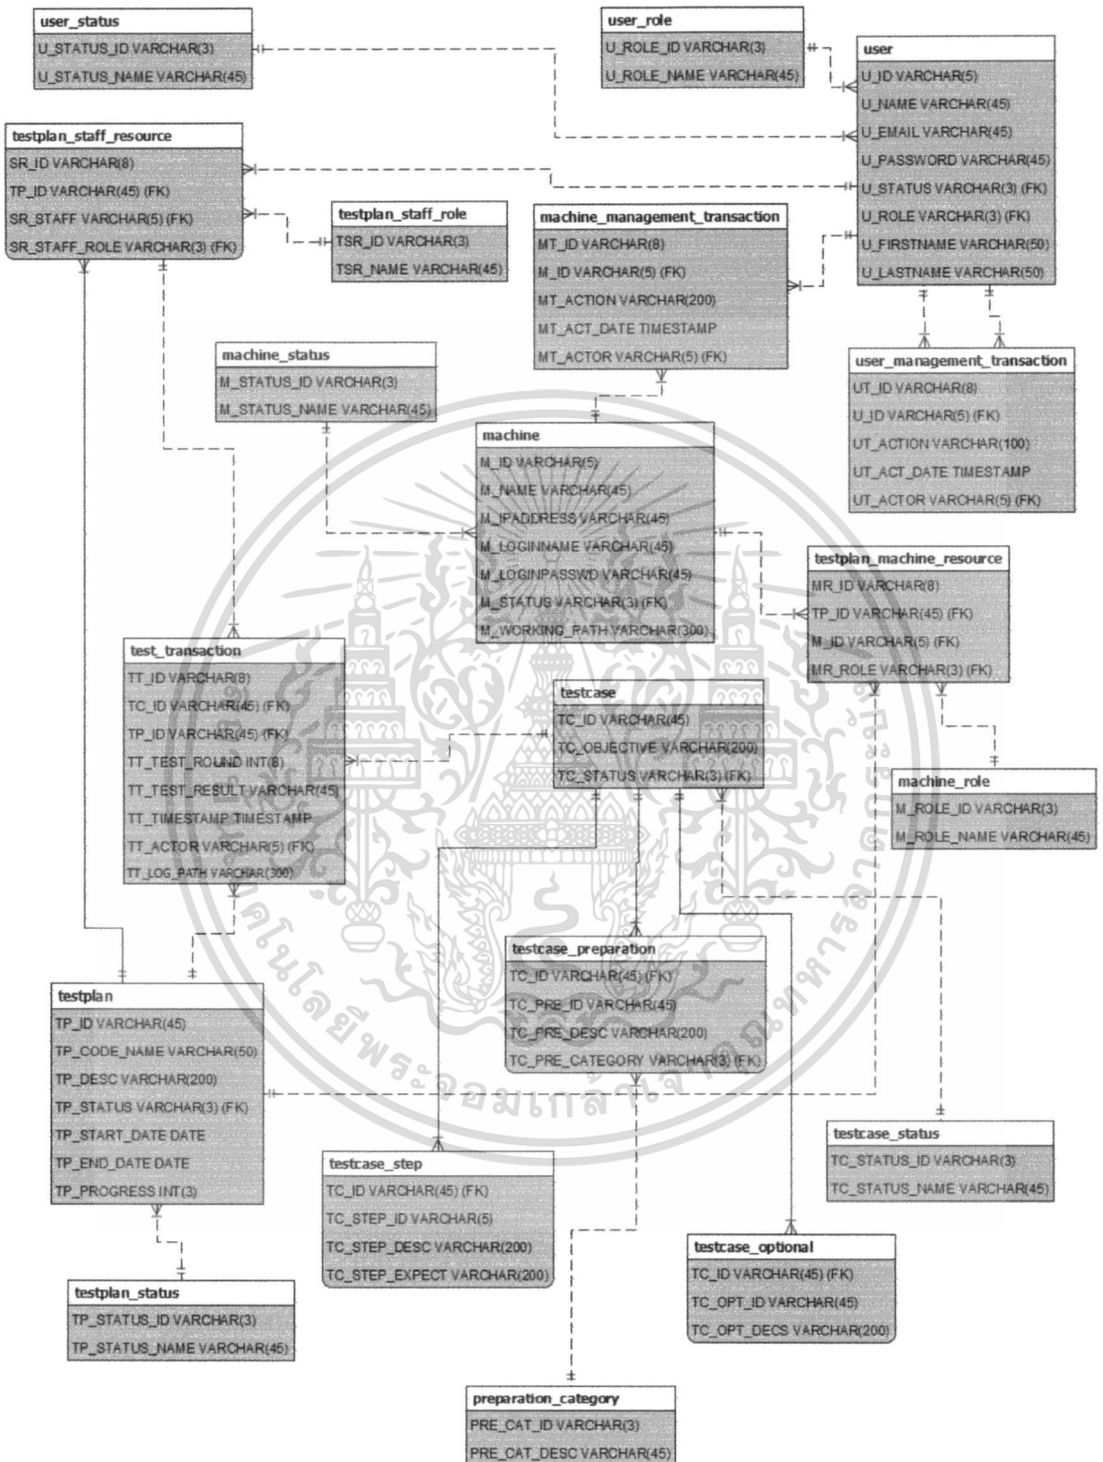 user_status
U_STATUS_ID VARCHAR(3)
U_STATUS_NAME VARCHAR(45)
user_role
U_ROLE_ID VARCHAR(3)
U_ROLE_NAME VARCHAR(45)
user
U_ID VARCHAR(5)
U_NAME VARCHAR(45)
U_EMAIL VARCHAR(45)
U_PASSWORD VARCHAR(45)
U_STATUS VARCHAR(3) (FK)
U_ROLE VARCHAR(3) (FK)
U_FIRSTNAME VARCHAR(50)
U_LASTNAME VARCHAR(50)
testplan_staff_resource
SR_ID VARCHAR(8)
TP_ID VARCHAR(45) (FK)
SR_STAFF VARCHAR(5) (FK)
SR_STAFF_ROLE VARCHAR(3) (FK)
testplan_staff_role
TSR_ID VARCHAR(3)
TSR_NAME VARCHAR(45)
machine_management_transaction
MT_ID VARCHAR(8)
M_ID VARCHAR(5) (FK)
MT_ACTION VARCHAR(200)
MT_ACT_DATE TIMESTAMP
MT_ACTOR VARCHAR(5) (FK)
user_management_transaction
UT_ID VARCHAR(8)
U_ID VARCHAR(5) (FK)
UT_ACTION VARCHAR(100)
UT_ACT_DATE TIMESTAMP
UT_ACTOR VARCHAR(5) (FK)
machine_status
M_STATUS_ID VARCHAR(3)
M_STATUS_NAME VARCHAR(45)
machine
M_ID VARCHAR(5)
M_NAME VARCHAR(45)
M_IPADDRESS VARCHAR(45)
M_LOGINNAME VARCHAR(45)
M_LOGINPASSWD VARCHAR(45)
M_STATUS VARCHAR(3) (FK)
M_WORKING_PATH VARCHAR(300)
testplan_machine_resource
MR_ID VARCHAR(8)
TP_ID VARCHAR(45) (FK)
M_ID VARCHAR(5) (FK)
MR_ROLE VARCHAR(3) (FK)
test_transaction
TT_ID VARCHAR(8)
TC_ID VARCHAR(45) (FK)
TP_ID VARCHAR(45) (FK)
TT_TEST_ROUND INT(8)
TT_TEST_RESULT VARCHAR(45)
TT_TIMESTAMP TIMESTAMP
TT_ACTOR VARCHAR(5) (FK)
TT_LOG_PATH VARCHAR(300)
testcase
TC_ID VARCHAR(45)
TC_OBJECTIVE VARCHAR(200)
TC_STATUS VARCHAR(3) (FK)
machine_role
M_ROLE_ID VARCHAR(3)
M_ROLE_NAME VARCHAR(45)
testcase_preparation
TC_ID VARCHAR(45) (FK)
TC_PRE_ID VARCHAR(45)
TC_PRE_DESC VARCHAR(200)
TC_PRE_CATEGORY VARCHAR(3) (FK)
testplan
TP_ID VARCHAR(45)
TP_CODE_NAME VARCHAR(50)
TP_DESC VARCHAR(200)
TP_STATUS VARCHAR(3) (FK)
TP_START_DATE DATE
TP_END_DATE DATE
TP_PROGRESS INT(3)
testcase_status
TC_STATUS_ID VARCHAR(3)
TC_STATUS_NAME VARCHAR(45)
testcase_step
TC_ID VARCHAR(45) (FK)
TC_STEP_ID VARCHAR(5)
TC_STEP_DESC VARCHAR(200)
TC_STEP_EXPECT VARCHAR(200)
testcase_optional
TC_ID VARCHAR(45) (FK)
TC_OPT_ID VARCHAR(45)
TC_OPT_DECS VARCHAR(200)
testplan_status
TP_STATUS_ID VARCHAR(3)
TP_STATUS_NAME VARCHAR(45)
preparation_category
PRE_CAT_ID VARCHAR(3)
PRE_CAT_DESC VARCHAR(45)